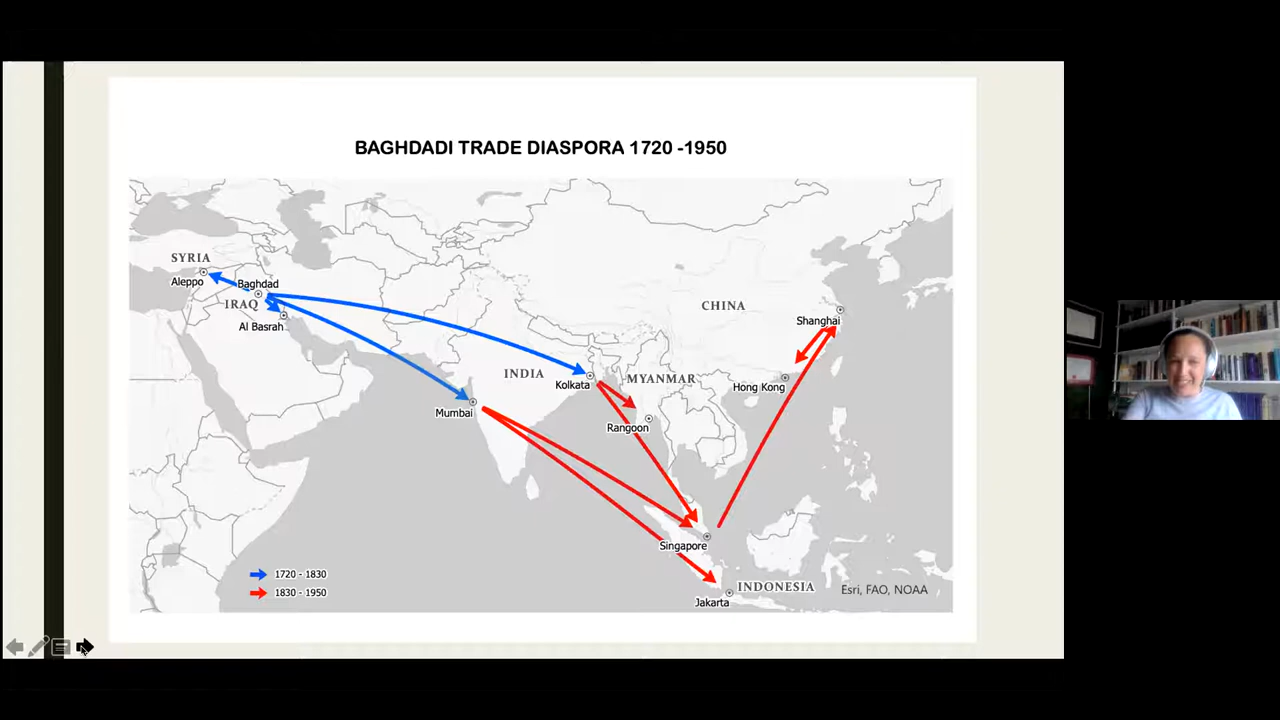 BAGHDADI TRADE DIASPORA 1720 -1950
SYRIA
Aleppo
Baghdad
IRAQ
Al Basrah
CHINA
Shanghai
INDIA
Kolkata
MYANMAR
Hong Kong
Mumbai
Rangoon
Singapore
INDONESIA
Jakarta
1720 - 1830
1830 - 1950
Esri, FAO, NOAA